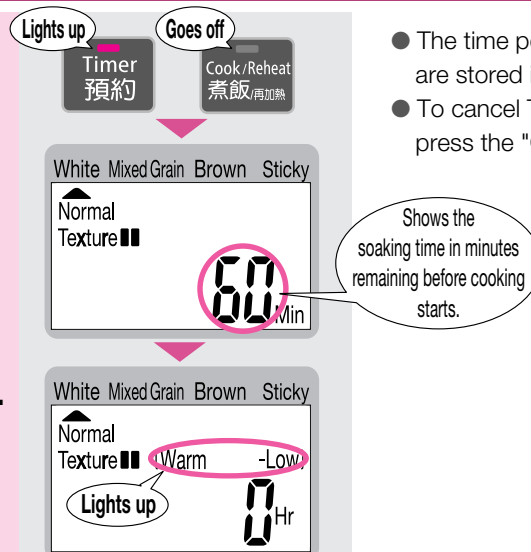 Lights up
Goes off
Timer
預約
Cook/Reheat
煮飯/再加熱
● The time
are stored
● To cancel
press the
White Mixed Grain Brown Sticky
Normal
Texture
60 Min
Shows the
soaking time in minutes
remaining before cooking
starts.
White Mixed Grain Brown Sticky
Normal
Texture Warm -Low
Lights up
0 Hr